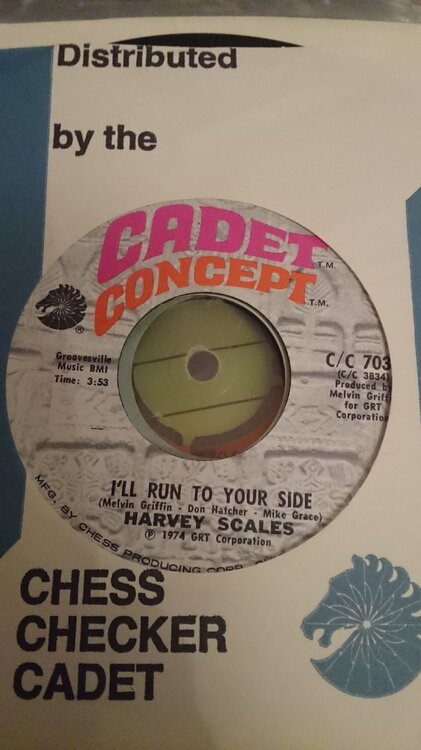 Distributed
by the
CADET T.M.
CONCEPT T.M.
®
Groovesville
Music BMI
Time: 3:53
C/C 703
(C/C 3834)
Produced by
Melvin Griff
for GRT
Corporation
I'LL RUN TO YOUR SIDE
(Melvin Griffin - Don Hatcher - Mike Grace)
HARVEY SCALES
℗ 1974 GRT Corporation
MFG. BY CHESS PRODUCING CORP.
CHESS
CHECKER
CADET